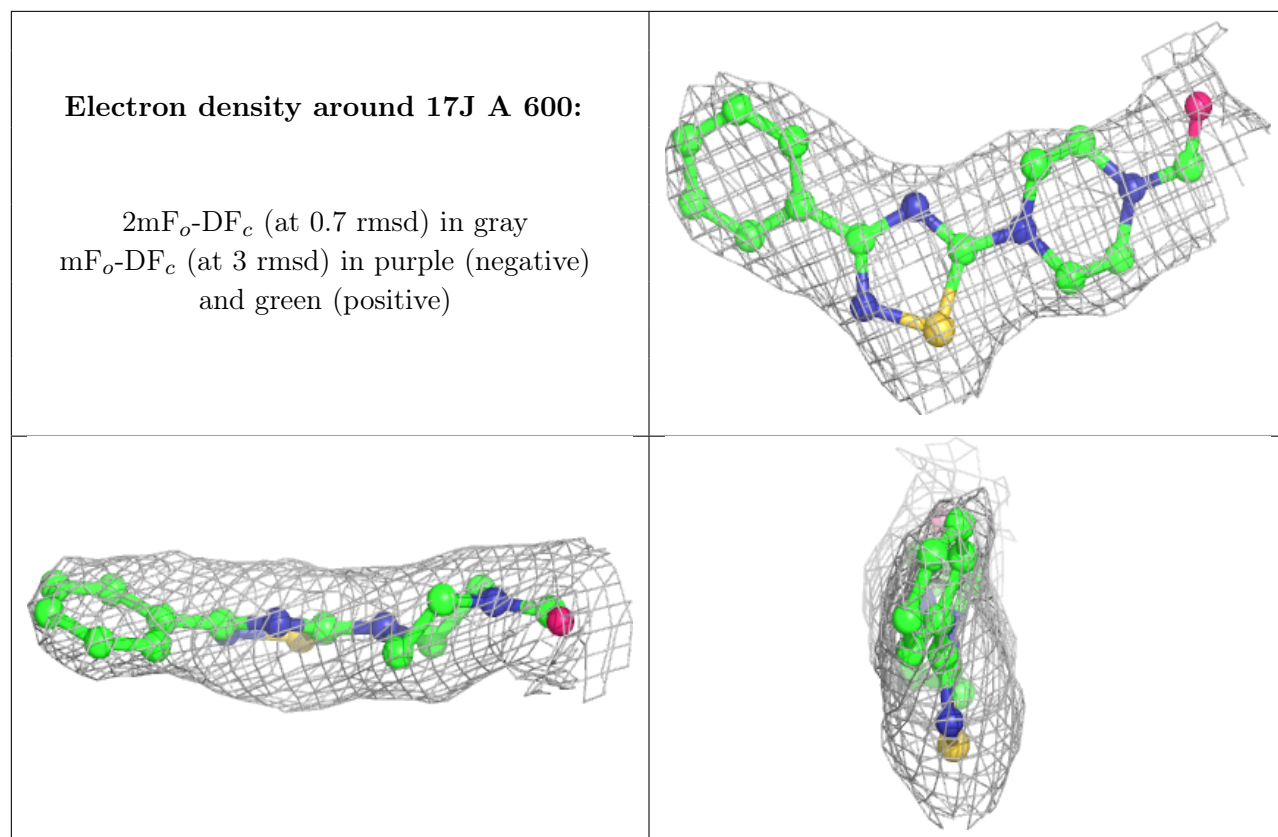 Electron density around 17J A 600:
2mFo-DFc (at 0.7 rmsd) in gray
mFo-DFc (at 3 rmsd) in purple (negative)
and green (positive)